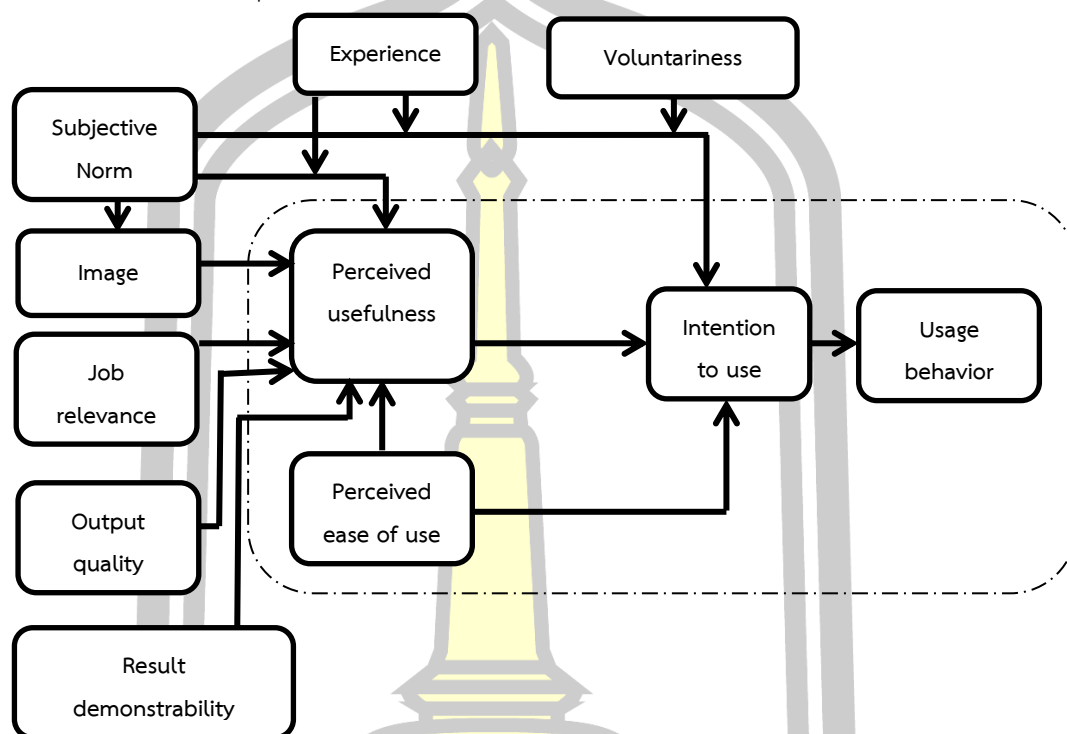 Experience
Voluntariness
Subjective
Norm
Image
Perceived
usefulness
Intention
to use
Usage
behavior
Job
relevance
Perceived
ease of use
Output
quality
Result
demonstrability